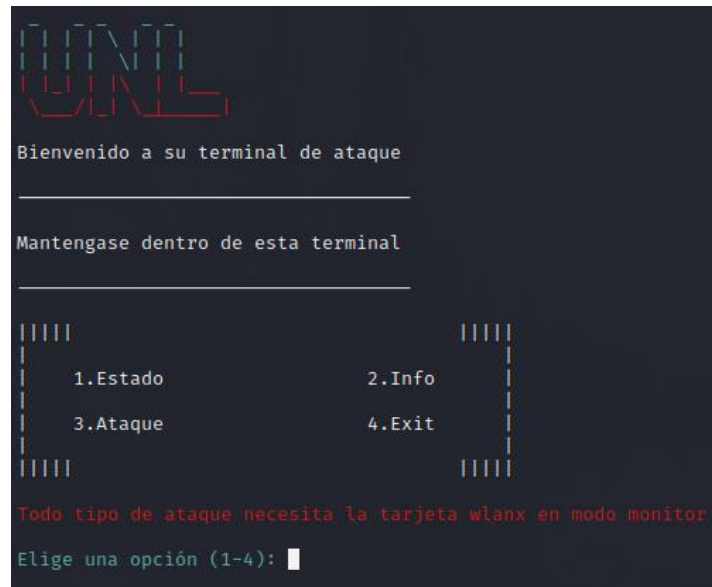 UNL
Bienvenido a su terminal de ataque
Mantengase dentro de esta terminal
1.Estado 2.Info
3.Ataque 4.Exit
Todo tipo de ataque necesita la tarjeta wlanx en modo monitor
Elige una opción (1-4):